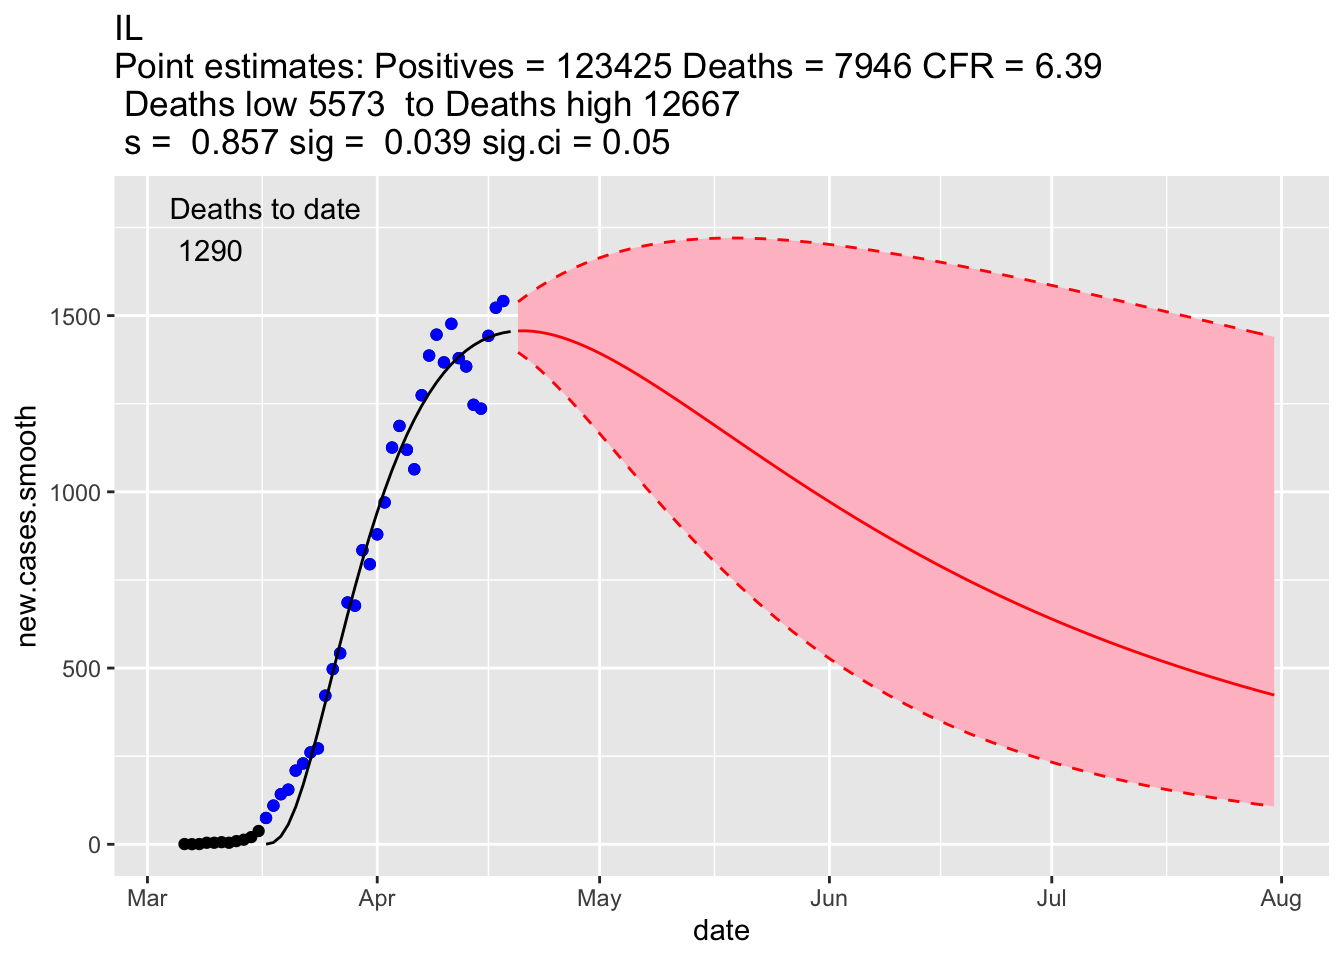 IL
Point estimates: Positives = 123425 Deaths = 7946 CFR = 6.39
Deaths low 5573  to Deaths high 12667
s =  0.857 sig =  0.039 sig.ci = 0.05
Deaths to date
1290
1500
1000
500
0
new.cases.smooth
Mar Apr May Jun Jul Aug
date